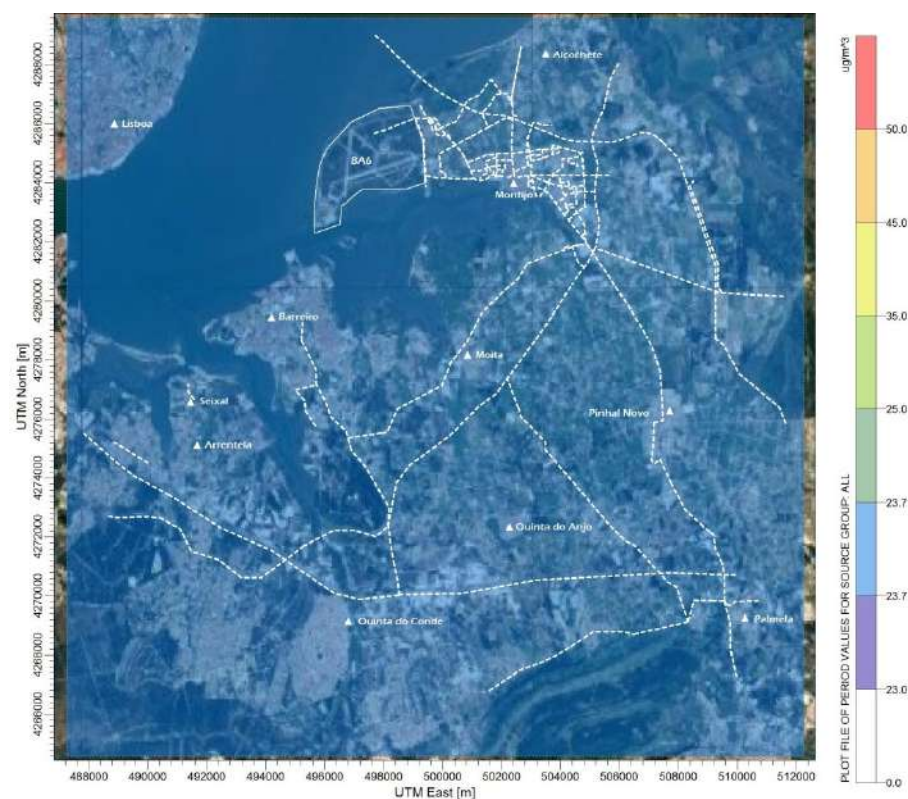 ug/m^3
Alcochete
Lisboa
BA6
Montijo
Barreiro
Moita
Seixal
Pinhal Novo
Arrentela
Quinta do Anjo
Quinta do Conde
Palmela
UTM North [m]
4288000
4286000
4284000
4282000
4280000
4278000
4276000
4274000
4272000
4270000
4268000
4266000
488000 490000 492000 494000 496000 498000 500000 502000 504000 506000 508000 510000 512000
UTM East [m]
PLOT FILE OF PERIOD VALUES FOR SOURCE GROUP: ALL
50.0
45.0
35.0
25.0
23.7
23.7
23.0
0.0